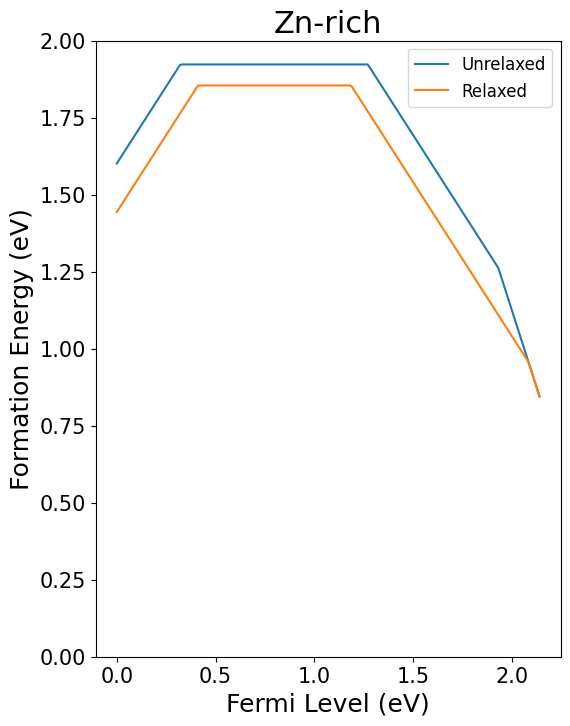 Zn-rich
Unrelaxed
Relaxed
Formation Energy (eV)
2.00
1.75
1.50
1.25
1.00
0.75
0.50
0.25
0.00
0.0 0.5 1.0 1.5 2.0
Fermi Level (eV)